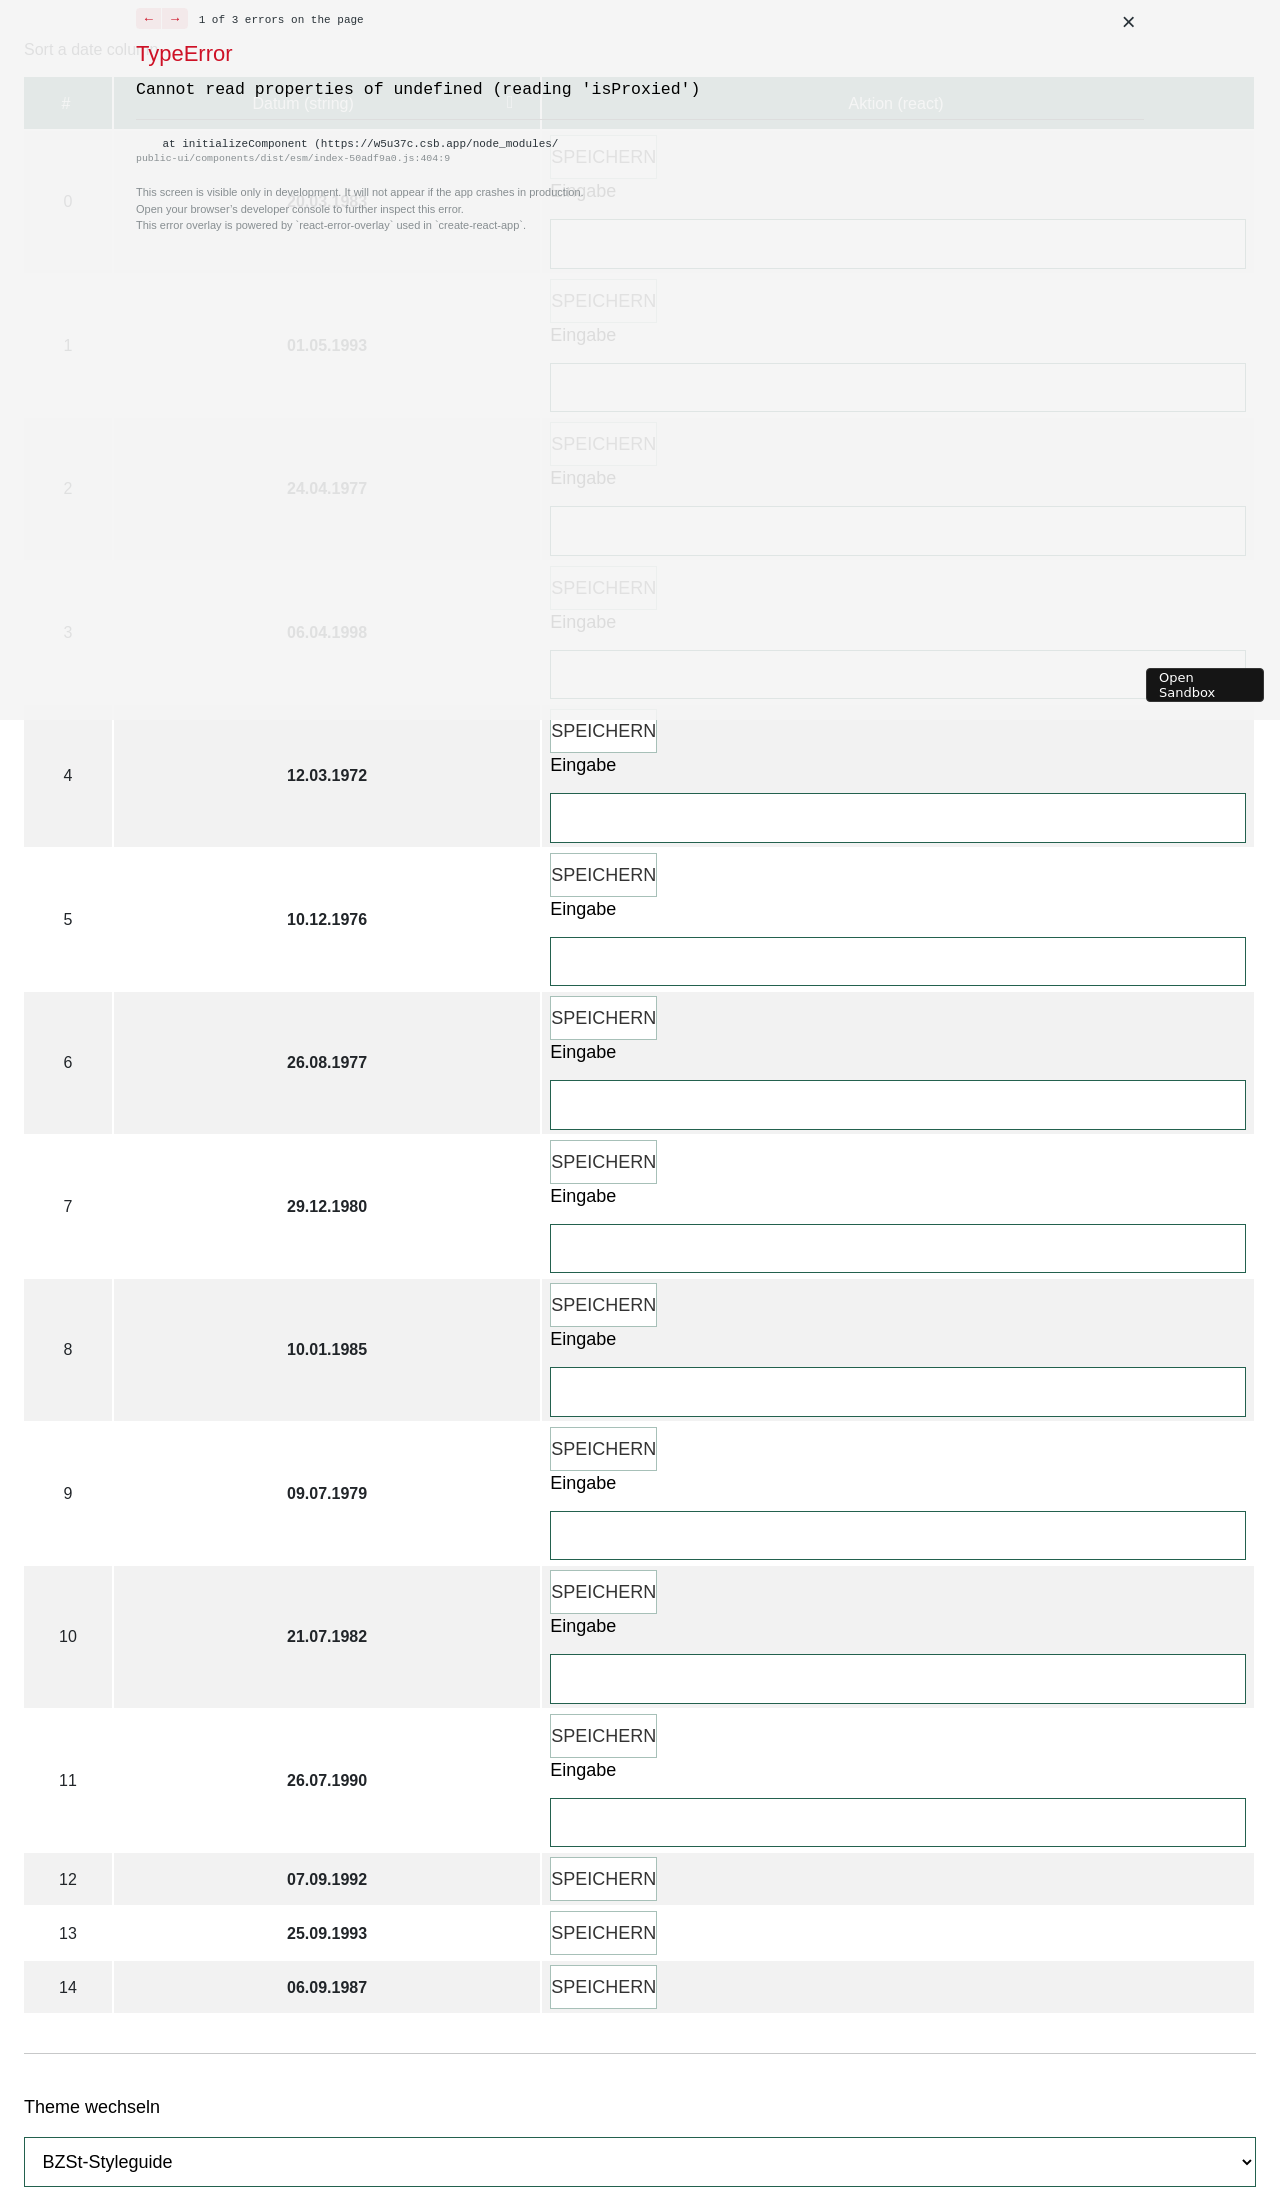 ← → 1 of 3 errors on the page ×
Sort a date colu
TypeError
Cannot read properties of undefined (reading 'isProxied')
# Datum (string) Aktion (react)
at initializeComponent (https://w5u37c.csb.app/node_modules/
public-ui/components/dist/esm/index-50adf9a0.js:404:9
SPEICHERN
This screen is visible only in development. It will not appear if the app crashes in production.
Eingabe
0 20.03.1983
Open your browser's developer console to further inspect this error.
This error overlay is powered by `react-error-overlay` used in `create-react-app`.
SPEICHERN
Eingabe
1 01.05.1993
SPEICHERN
Eingabe
2 24.04.1977
SPEICHERN
Eingabe
3 06.04.1998
Open
Sandbox
SPEICHERN
Eingabe
4 12.03.1972
SPEICHERN
Eingabe
5 10.12.1976
SPEICHERN
Eingabe
6 26.08.1977
SPEICHERN
Eingabe
7 29.12.1980
SPEICHERN
Eingabe
8 10.01.1985
SPEICHERN
Eingabe
9 09.07.1979
SPEICHERN
Eingabe
10 21.07.1982
SPEICHERN
Eingabe
11 26.07.1990
12 07.09.1992 SPEICHERN
13 25.09.1993 SPEICHERN
14 06.09.1987 SPEICHERN
Theme wechseln
BZSt-Styleguide